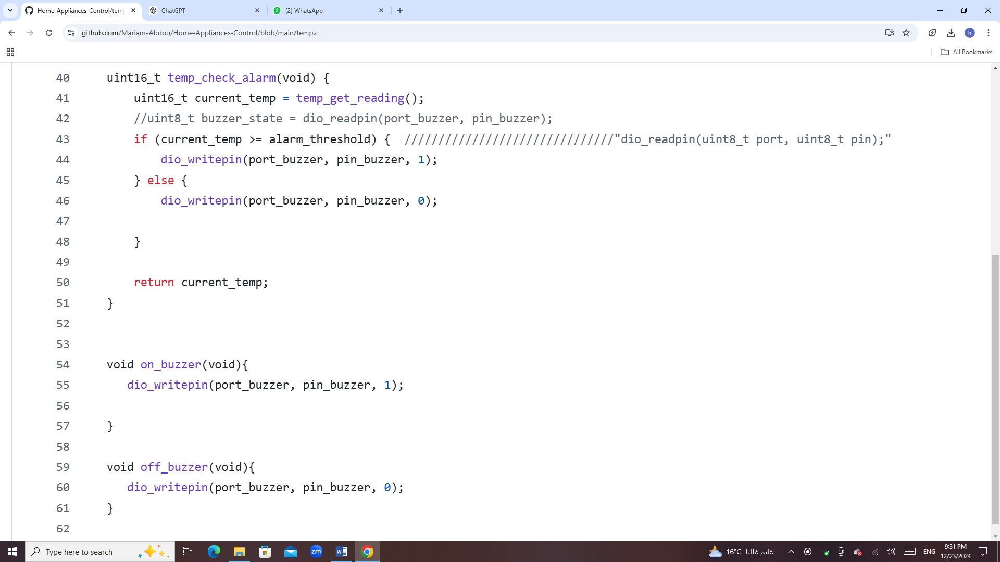 Home-Appliances-Control/temp
ChatGPT
(2) WhatsApp
github.com/Mariam-Abdou/Home-Appliances-Control/blob/main/temp.c
h
All Bookmarks
40 uint16_t temp_check_alarm(void) {
41 uint16_t current_temp = temp_get_reading();
42 //uint8_t buzzer_state = dio_readpin(port_buzzer, pin_buzzer);
43 if (current_temp >= alarm_threshold) { ///////////////////////////////"dio_readpin(uint8_t port, uint8_t pin);"
44 dio_writepin(port_buzzer, pin_buzzer, 1);
45 } else {
46 dio_writepin(port_buzzer, pin_buzzer, 0);
47
48 }
49
50 return current_temp;
51 }
52
53
54 void on_buzzer(void){
55 dio_writepin(port_buzzer, pin_buzzer, 1);
56
57 }
58
59 void off_buzzer(void){
60 dio_writepin(port_buzzer, pin_buzzer, 0);
61 }
62
Type here to search
zm
16°C غائم غالبًا
ENG
9:31 PM
12/23/2024